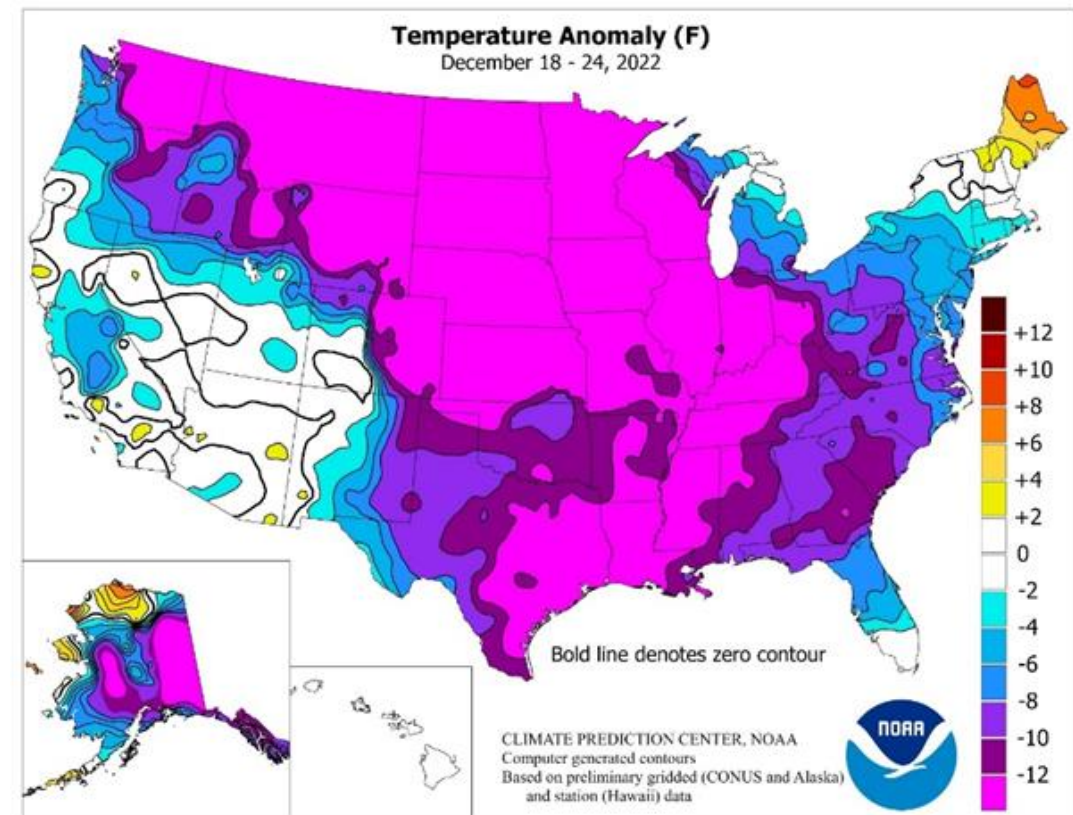 Temperature Anomaly (F)
December 18 - 24, 2022
+12
+10
+8
+6
+4
+2
0
-2
-4
-6
-8
-10
-12
Bold line denotes zero contour
CLIMATE PREDICTION CENTER, NOAA
Computer generated contours
Based on preliminary gridded (CONUS and Alaska)
and station (Hawaii) data
NOAA